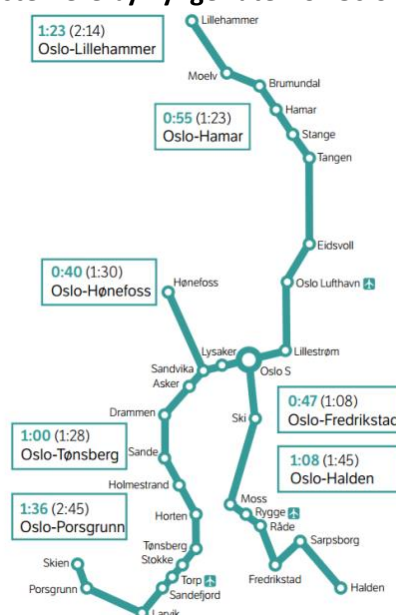 1:23 (2:14)
Oslo-Lillehammer
Lillehammer
Moelv
Brumundal
Hamar
0:55 (1:23)
Oslo-Hamar
Stange
Tangen
Eidsvoll
0:40 (1:30)
Oslo-Hønefoss
Hønefoss
Oslo Lufthavn
Lysaker
Lillestrøm
Sandvika
Oslo S
Asker
0:47 (1:08)
Oslo-Fredrikstad
Drammen
Ski
1:00 (1:28)
Oslo-Tønsberg
Sande
1:08 (1:45)
Oslo-Halden
Holmestrand
1:36 (2:45)
Oslo-Porsgrunn
Moss
Horten
Rygge
Råde
Sarpsborg
Tønsberg
Stokke
Skien
Torp
Fredrikstad
Porsgrunn
Sandefjord
Halden
Larvik